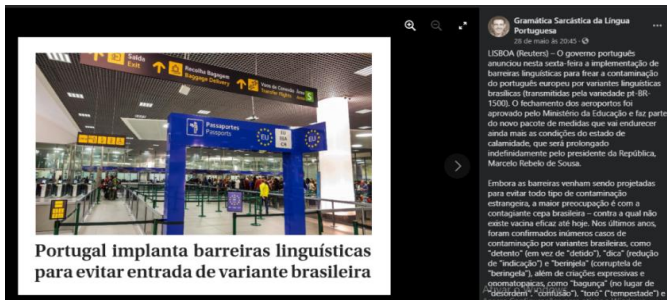 Saída
Exit
Recolha Bagagem
Baggage Delivery
Transfer Flights
Passaportes
Passports
EU
Portugal implanta barreiras linguísticas
para evitar entrada de variante brasileira
Gramática Sarcástica da Língua
Portuguesa
28 de maio às 20:45
LISBOA (Reuters) – O governo português
anunciou nesta sexta-feira a implementação de
barreiras linguísticas para frear a contaminação
do português europeu por variantes linguísticas
brasílicas (transmitidas pela variedade pt-BR-
1500). O fechamento dos aeroportos foi
aprovado pelo Ministério da Educação e faz parte
do novo pacote de medidas que vai endurecer
ainda mais as condições do estado de
calamidade, que será prolongado
indefinidamente pelo presidente da República,
Marcelo Rebelo de Sousa.
Embora as barreiras venham sendo projetadas
para evitar todo tipo de contaminação
estrangeira, a maior preocupação é com a
contagiante cepa brasileira – contra a qual não
existe vacina eficaz até hoje. Nos últimos anos,
foram confirmados inúmeros casos de
contaminação por variantes brasileiras, como
"detento" (em vez de "detido"), "dica" (redução
de "indicação") e "berinjela" (corruptela de
"beringela"), além de criações expressivas e
onomatopaicas, como "bagunça" (no lugar de
"desordem", "confusão"), "toró" ("tempestade") e